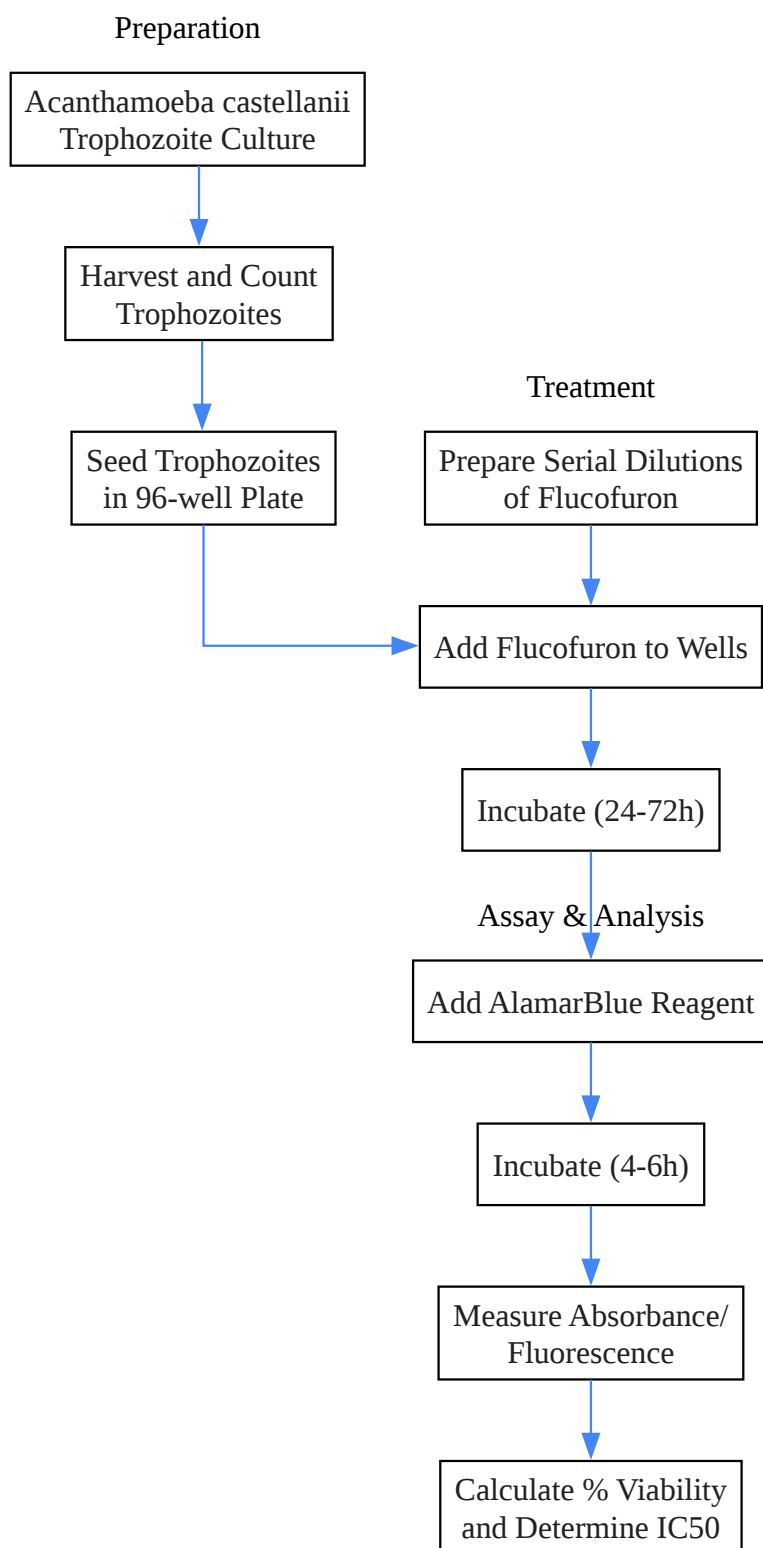 Preparation
Acanthamoeba castellanii
Trophozoite Culture
Harvest and Count
Trophozoites
Seed Trophozoites
in 96-well Plate
Treatment
Prepare Serial Dilutions
of Flucofuron
Add Flucofuron to Wells
Incubate (24-72h)
Assay & Analysis
Add AlamarBlue Reagent
Incubate (4-6h)
Measure Absorbance/
Fluorescence
Calculate % Viability
and Determine IC50